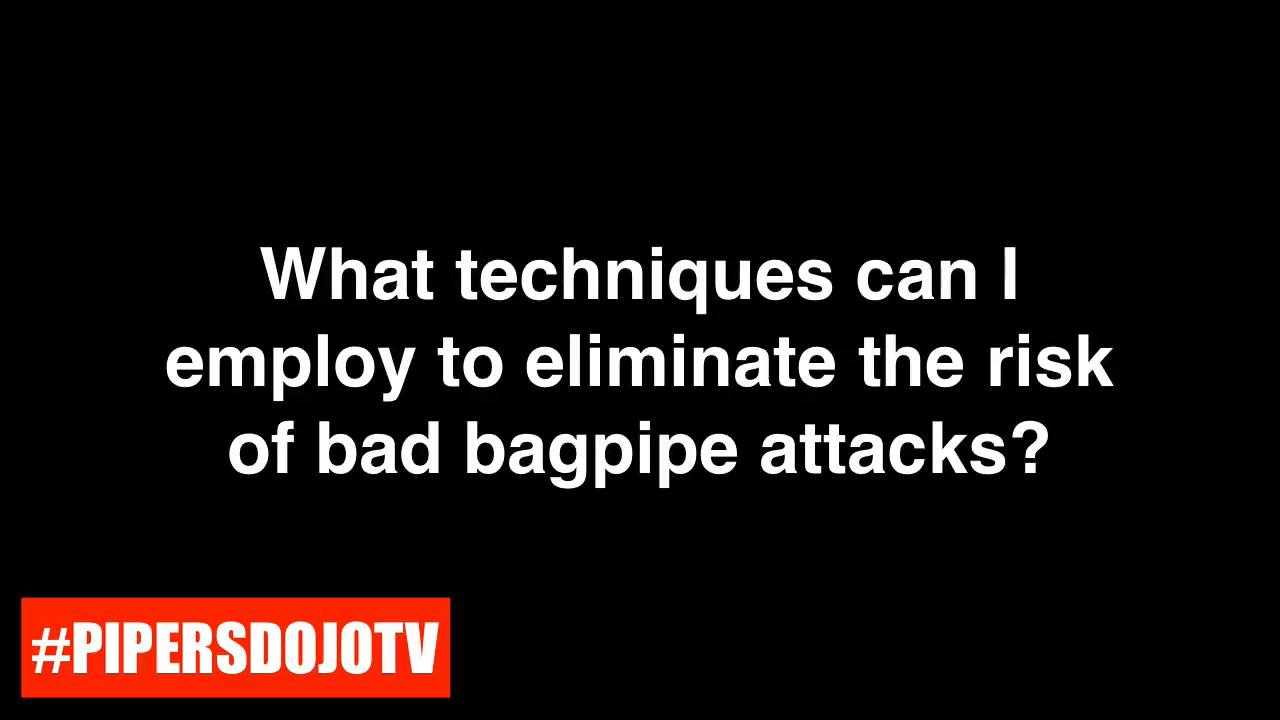 What techniques can I
employ to eliminate the risk
of bad bagpipe attacks?
#PIPERSDOJOTV